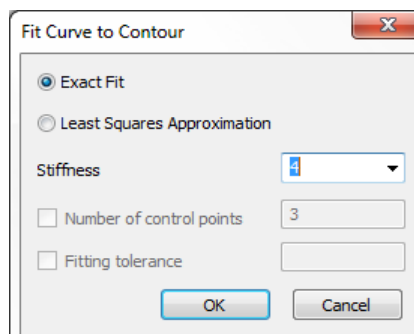 Fit Curve to Contour
Exact Fit
Least Squares Approximation
Stiffness 4
Number of control points 3
Fitting tolerance
OK Cancel